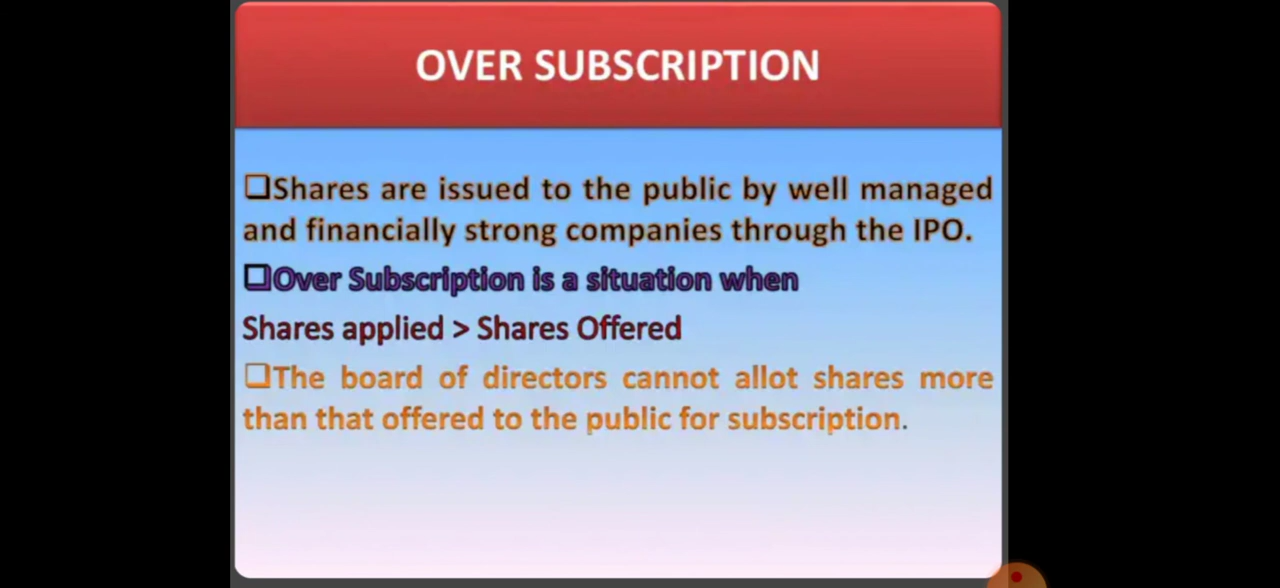 OVER SUBSCRIPTION
❑Shares are issued to the public by well managed
and financially strong companies through the IPO.
❑Over Subscription is a situation when
Shares applied > Shares Offered
❑The board of directors cannot allot shares more
than that offered to the public for subscription.